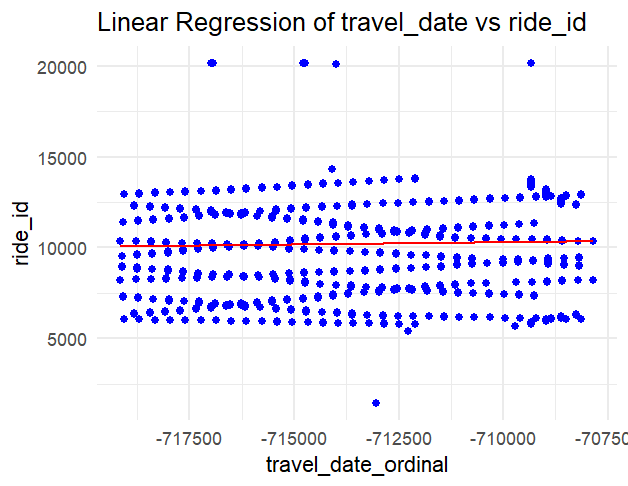 Linear Regression of travel_date vs ride_id
20000
15000
10000
5000
ride_id
-717500 -715000 -712500 -710000 -70750
travel_date_ordinal